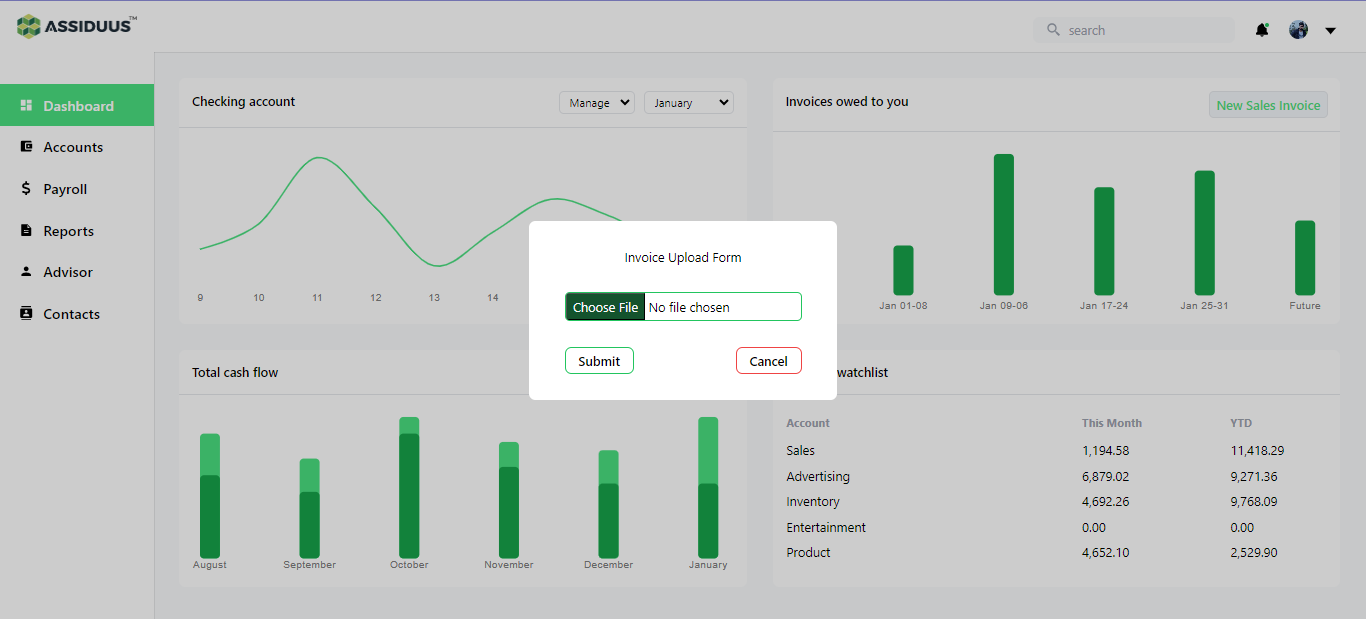 ASSIDUUS™
search
Dashboard
Accounts
Payroll
Reports
Advisor
Contacts
Checking account
Manage
January
9 10 11 12 13 14
Invoices owed to you
New Sales Invoice
Jan 01-08 Jan 09-06 Jan 17-24 Jan 25-31 Future
Invoice Upload Form
Choose File No file chosen
Submit Cancel
Total cash flow
August September October November December January
watchlist
Account This Month YTD
Sales 1,194.58 11,418.29
Advertising 6,879.02 9,271.36
Inventory 4,692.26 9,768.09
Entertainment 0.00 0.00
Product 4,652.10 2,529.90